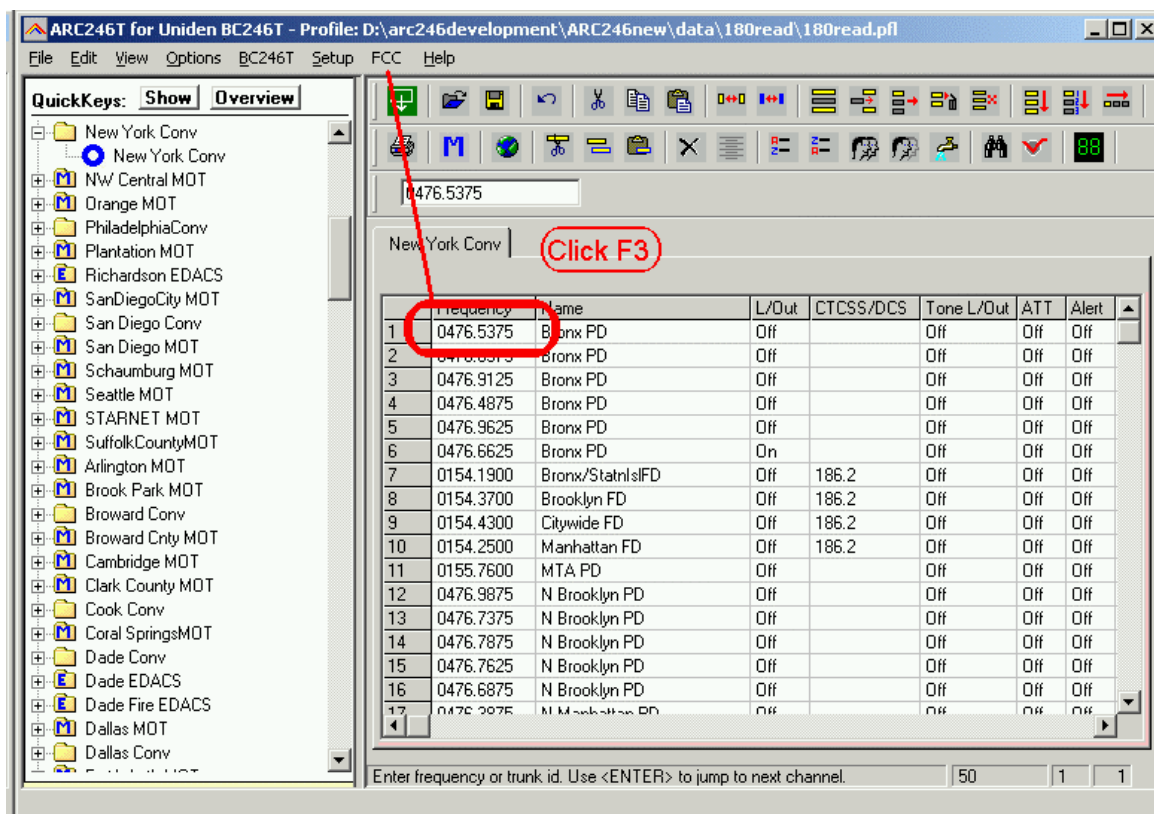 ARC246T for Uniden BC246T - Profile: D:\arc246development\ARC246new\data\180read\180read.pfl
File Edit View Options BC246T Setup FCC Help
QuickKeys: Show Overview
New York Conv
New York Conv
NW Central MOT
Orange MOT
PhiladelphiaConv
Plantation MOT
Richardson EDACS
SanDiegoCity MOT
San Diego Conv
San Diego MOT
Schaumburg MOT
Seattle MOT
STARNET MOT
SuffolkCountyMOT
Arlington MOT
Brook Park MOT
Broward Conv
Broward Cnty MOT
Cambridge MOT
Clark County MOT
Cook Conv
Coral SpringsMOT
Dade Conv
Dade EDACS
Dade Fire EDACS
Dallas MOT
Dallas Conv
0476.5375
New York Conv
Click F3
Frequency Name L/Out CTCSS/DCS Tone L/Out ATT Alert
1 0476.5375 Bronx PD Off Off Off Off
2 Bronx PD Off Off Off Off
3 0476.9125 Bronx PD Off Off Off Off
4 0476.4875 Bronx PD Off Off Off Off
5 0476.9625 Bronx PD Off Off Off Off
6 0476.6625 Bronx PD On Off Off Off
7 0154.1900 Bronx/StatnIslFD Off 186.2 Off Off Off
8 0154.3700 Brooklyn FD Off 186.2 Off Off Off
9 0154.4300 Citywide FD Off 186.2 Off Off Off
10 0154.2500 Manhattan FD Off 186.2 Off Off Off
11 0155.7600 MTA PD Off Off Off Off
12 0476.9875 N Brooklyn PD Off Off Off Off
13 0476.7375 N Brooklyn PD Off Off Off Off
14 0476.7875 N Brooklyn PD Off Off Off Off
15 0476.7625 N Brooklyn PD Off Off Off Off
16 0476.6875 N Brooklyn PD Off Off Off Off
17 0476.3875 N Manhattan PD Off Off Off Off
Enter frequency or trunk id. Use <ENTER> to jump to next channel. 50 1 1